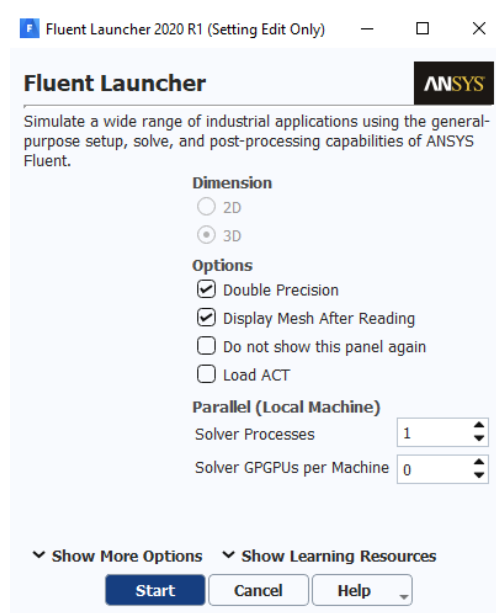 Fluent Launcher 2020 R1 (Setting Edit Only)
Fluent Launcher
ANSYS
Simulate a wide range of industrial applications using the general-
purpose setup, solve, and post-processing capabilities of ANSYS
Fluent.
Dimension
2D
3D
Options
Double Precision
Display Mesh After Reading
Do not show this panel again
Load ACT
Parallel (Local Machine)
Solver Processes 1
Solver GPGPUs per Machine 0
Show More Options Show Learning Resources
Start Cancel Help